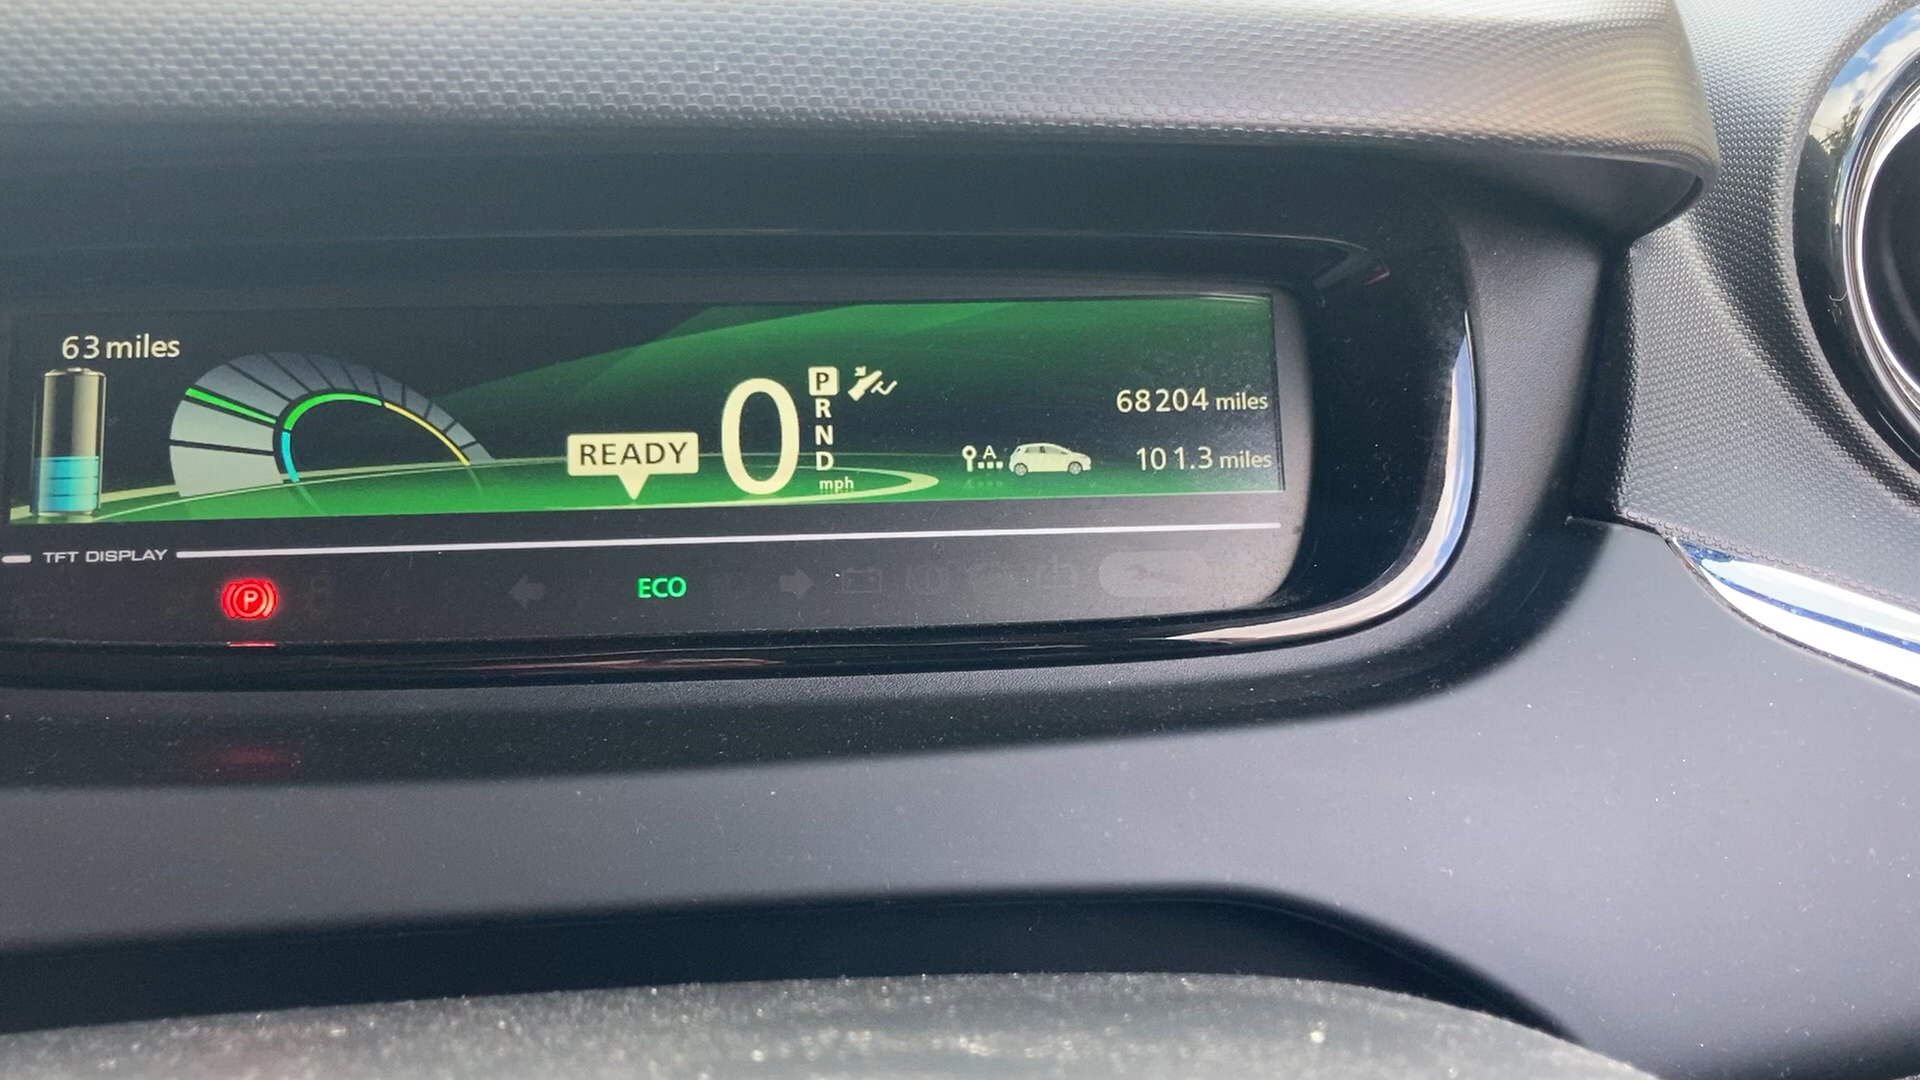 63 miles
READY
0
P
R
N
D
mph
A
68204 miles
101.3 miles
TFT DISPLAY
P
ECO